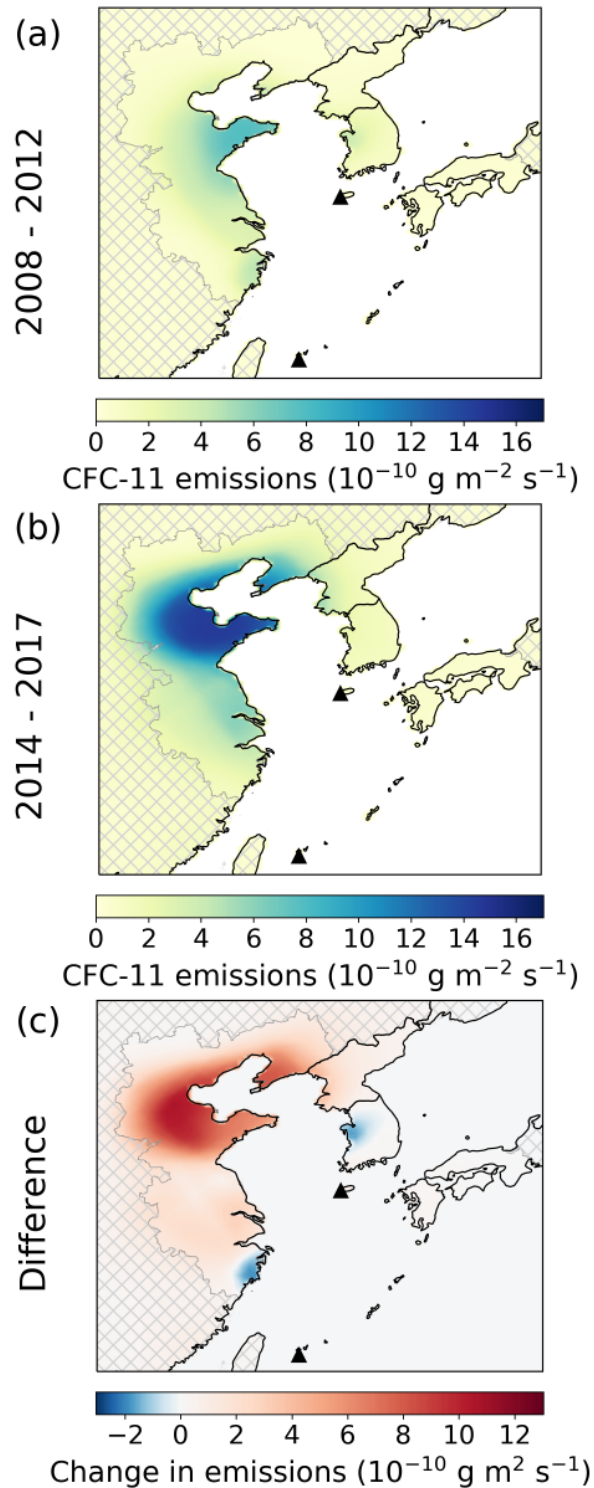 (a)
2008 - 2012
0 2 4 6 8 10 12 14 16
CFC-11 emissions (10⁻¹⁰ g m⁻² s⁻¹)
(b)
2014 - 2017
0 2 4 6 8 10 12 14 16
CFC-11 emissions (10⁻¹⁰ g m⁻² s⁻¹)
(c)
Difference
−2 0 2 4 6 8 10 12
Change in emissions (10⁻¹⁰ g m² s⁻¹)